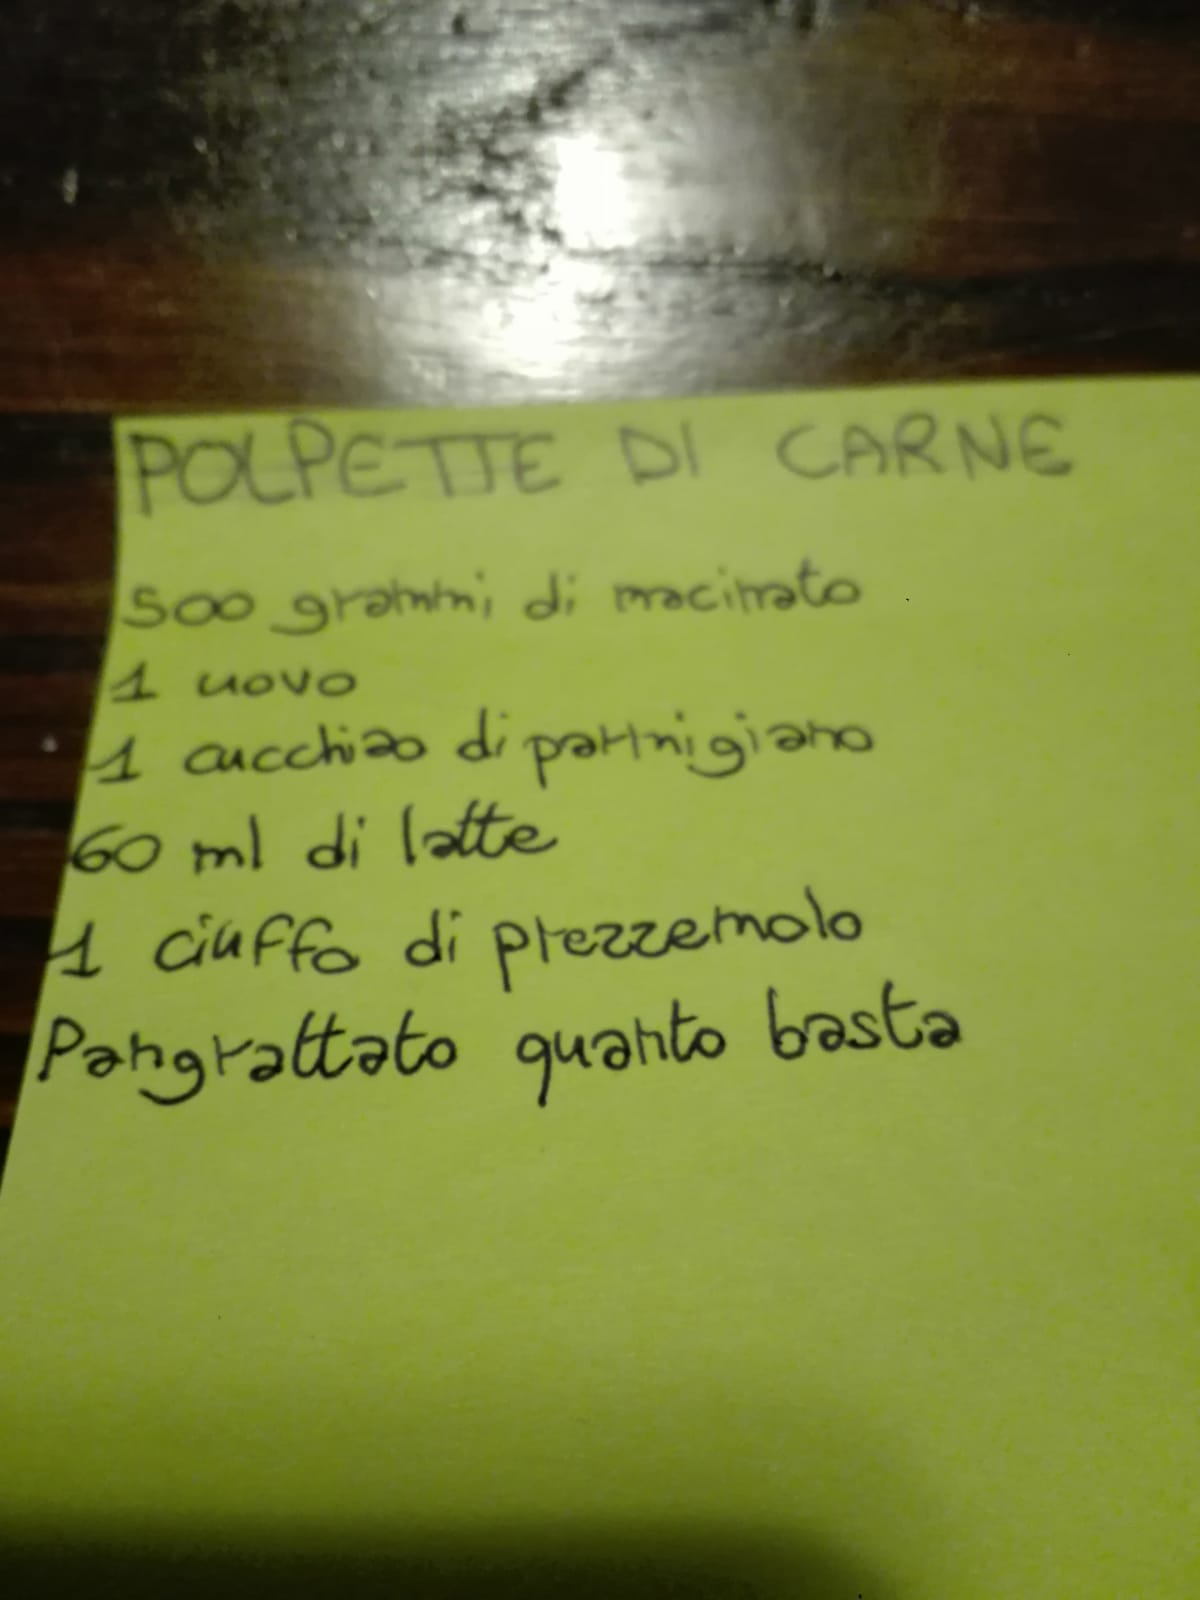 POLPETTE DI CARNE
500 grammi di macinato
1 uovo
1 cucchiao di parmigiano
60 ml di latte
1 ciuffo di prezzemolo
Pangrattato quanto basta